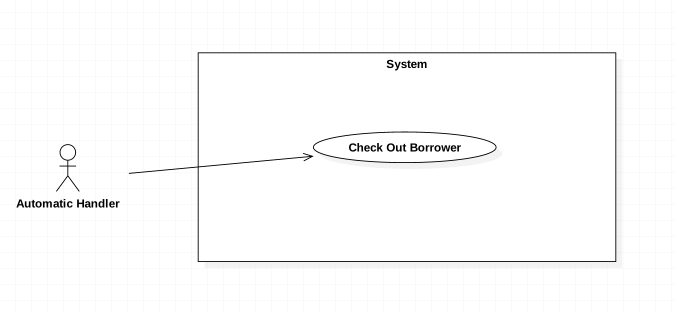 System
Check Out Borrower
Automatic Handler